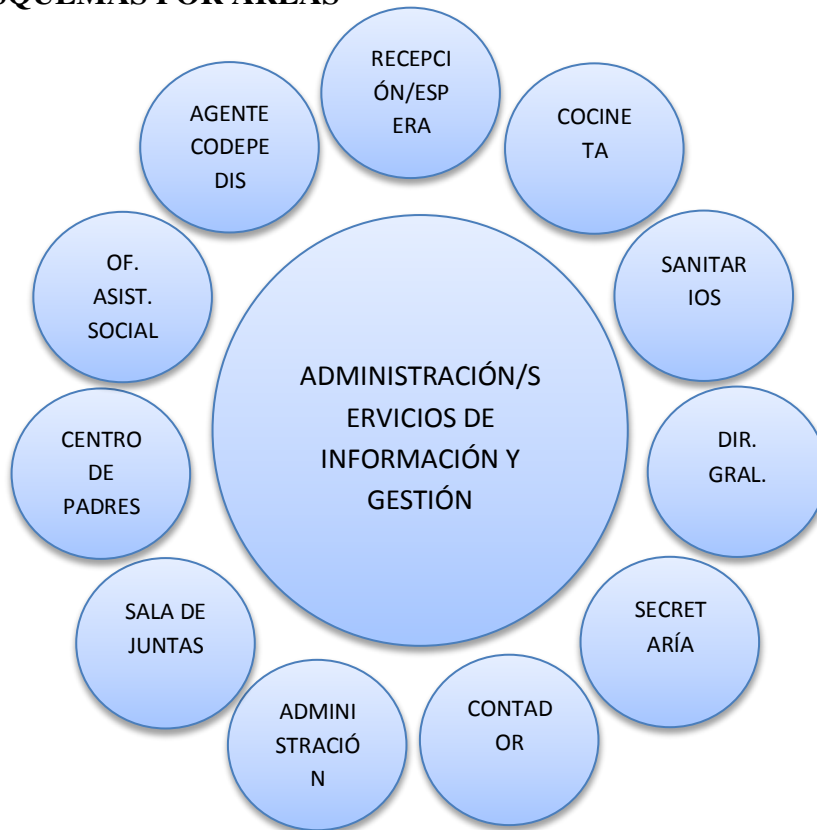 SQUEMAS POR ÁREAS
RECEPCI
ÓN/ESP
ERA
COCINE
TA
SANITAR
IOS
DIR.
GRAL.
SECRET
ARÍA
CONTAD
OR
ADMINI
STRACIÓ
N
SALA DE
JUNTAS
CENTRO
DE
PADRES
OF.
ASIST.
SOCIAL
AGENTE
CODEPE
DIS
ADMINISTRACIÓN/S
ERVICIOS DE
INFORMACIÓN Y
GESTIÓN